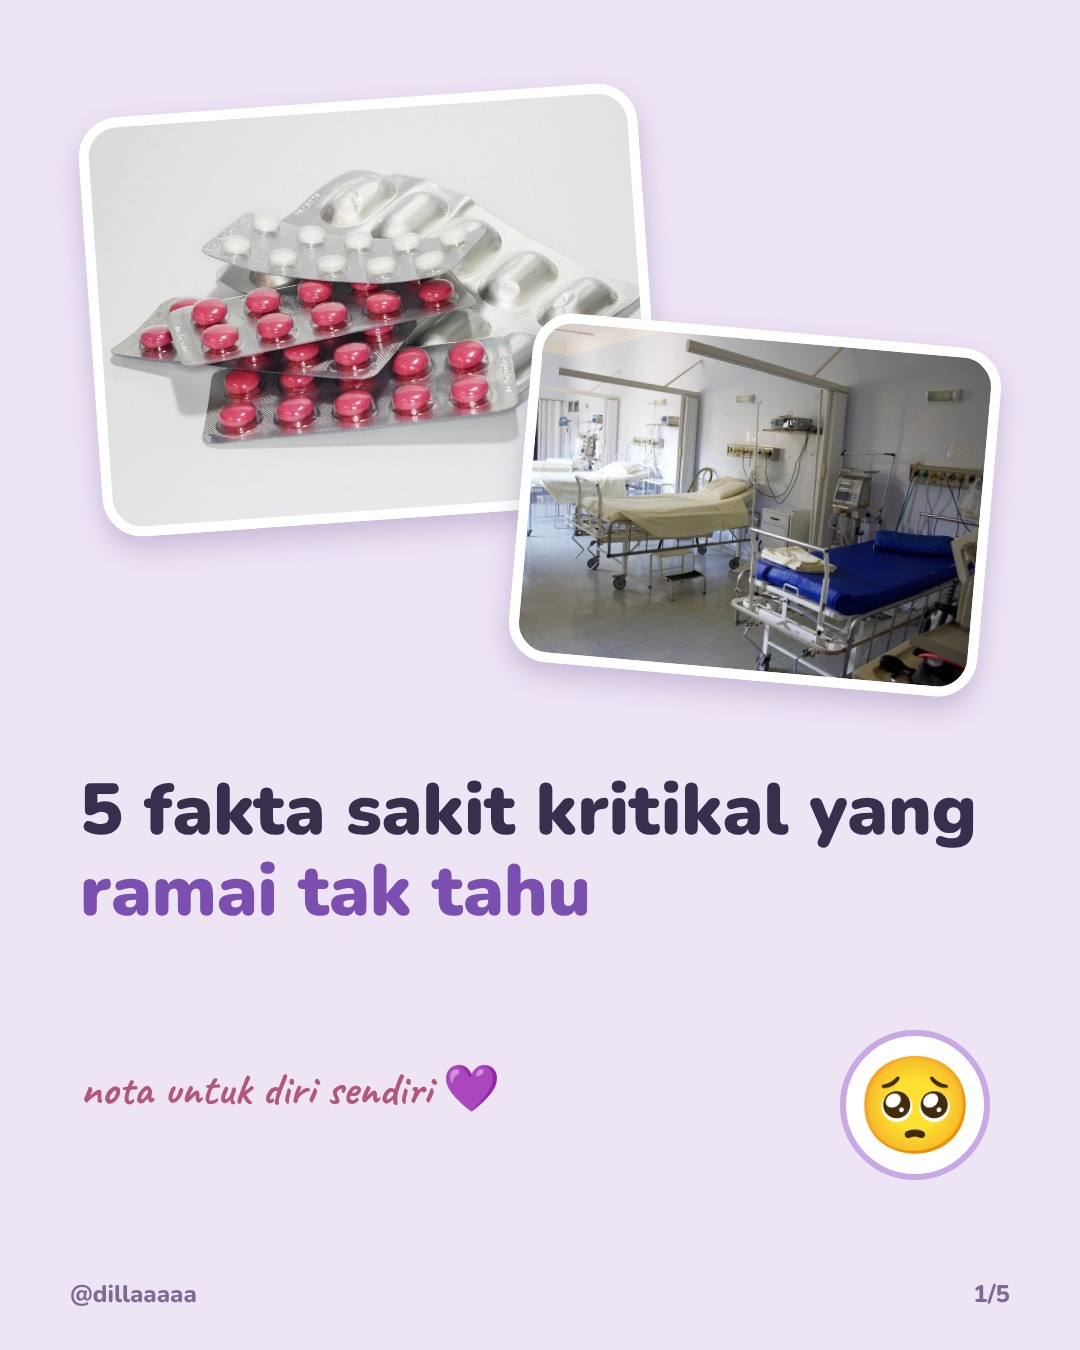 5 fakta sakit kritikal yang
ramai tak tahu
nota untuk diri sendiri 💜
@dillaaaaa
1/5